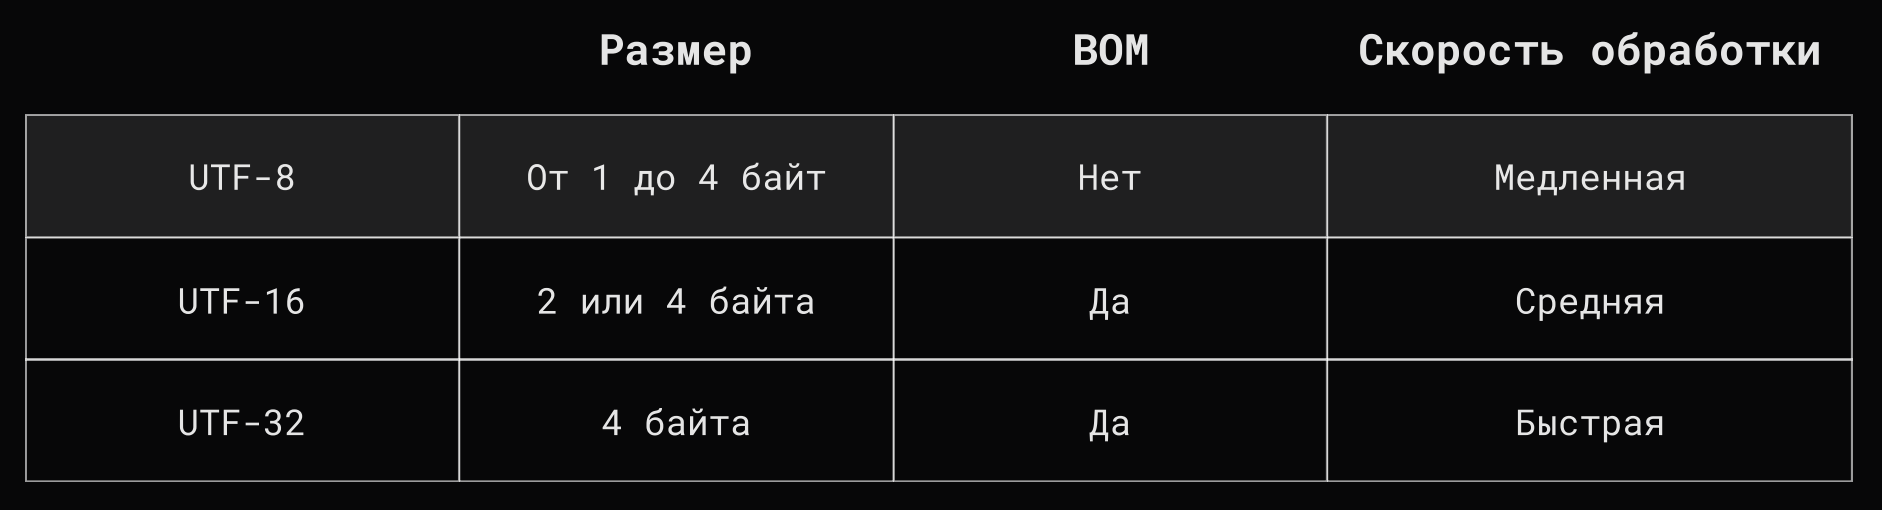 Размер BOM Скорость обработки
UTF-8 От 1 до 4 байт Нет Медленная
UTF-16 2 или 4 байта Да Средняя
UTF-32 4 байта Да Быстрая